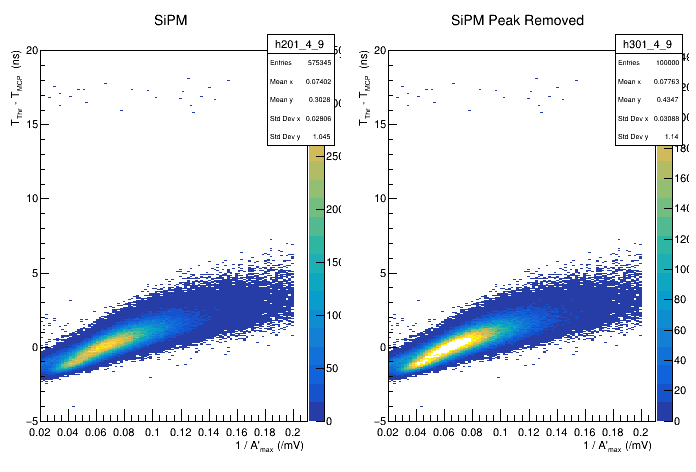 SiPM
SiPM Peak Removed
h201_4_9
Entries 575345
Mean x 0.07402
Mean y 0.3028
Std Dev x 0.02806
Std Dev y 1.045
h301_4_9
Entries 100000
Mean x 0.07763
Mean y 0.4347
Std Dev x 0.03088
Std Dev y 1.14
T_Thr - T_MCP (ns)
20
15
10
5
0
−5
0.02 0.04 0.06 0.08 0.1 0.12 0.14 0.16 0.18 0.2
1 / A'_max (/mV)
250
200
150
100
50
0
T_Thr - T_MCP (ns)
20
15
10
5
0
−5
0.02 0.04 0.06 0.08 0.1 0.12 0.14 0.16 0.18 0.2
1 / A'_max (/mV)
180
160
140
120
100
80
60
40
20
0